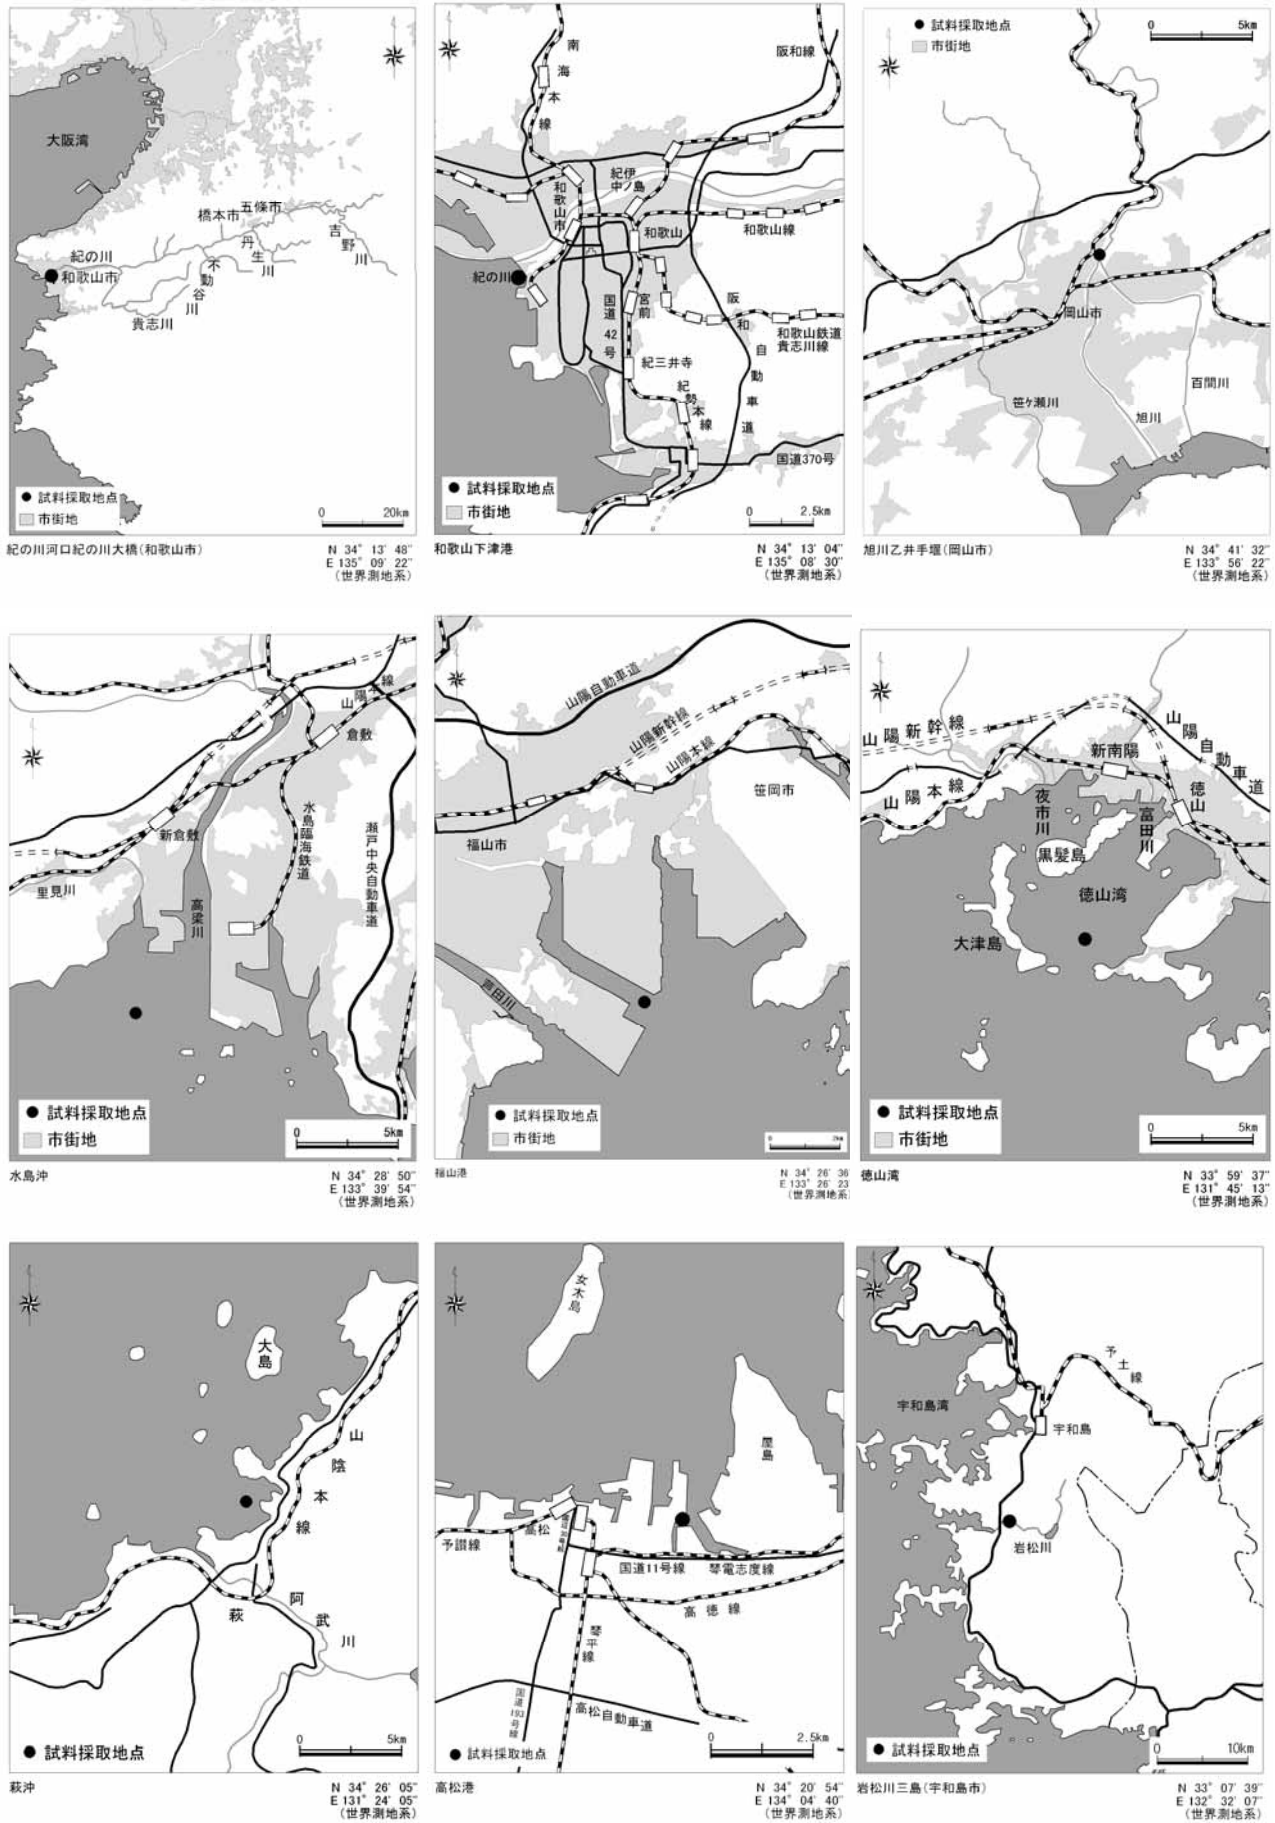 大阪湾
橋本市
五條市
吉野川
紀の川
丹生川
不動谷川
和歌山市
貴志川
● 試料採取地点
市街地
0 20km
紀の川河口紀の川大橋(和歌山市)
N 34° 13′ 48″
E 135° 09′ 22″
(世界測地系)
南海本線
阪和線
紀伊中ノ島
和歌山市
和歌山
和歌山線
紀の川
国道42号
宮前
阪和自動車道
和歌山鉄道貴志川線
紀三井寺
紀勢本線
国道370号
● 試料採取地点
市街地
0 2.5km
和歌山下津港
N 34° 13′ 04″
E 135° 08′ 30″
(世界測地系)
● 試料採取地点
市街地
0 5km
岡山市
百間川
笹ケ瀬川
旭川
旭川乙井手堰(岡山市)
N 34° 41′ 32″
E 133° 56′ 22″
(世界測地系)
山陽本線
倉敷
新倉敷
水島臨海鉄道
瀬戸中央自動車道
里見川
高梁川
● 試料採取地点
市街地
0 5km
水島沖
N 34° 28′ 50″
E 133° 39′ 54″
(世界測地系)
山陽自動車道
山陽新幹線
山陽本線
笹岡市
福山市
芦田川
● 試料採取地点
市街地
福山港
N 34° 26′ 36
E 133° 26′ 23
(世界測地系
山陽新幹線
山陽自動車道
新南陽
山陽本線
夜市川
富田川
徳山
黒髪島
徳山湾
大津島
● 試料採取地点
市街地
0 5km
徳山湾
N 33° 59′ 37″
E 131° 45′ 13″
(世界測地系)
大島
山陰本線
萩
阿武川
● 試料採取地点
0 5km
萩沖
N 34° 26′ 05″
E 131° 24′ 05″
(世界測地系)
女木島
屋島
高松
予讃線
国道11号線
琴電志度線
高徳線
琴平線
国道193号線
高松自動車道
● 試料採取地点
0 2.5km
高松港
N 34° 20′ 54″
E 134° 04′ 40″
(世界測地系)
予土線
宇和島湾
宇和島
岩松川
● 試料採取地点
0 10km
岩松川三島(宇和島市)
N 33° 07′ 39″
E 132° 32′ 07″
(世界測地系)